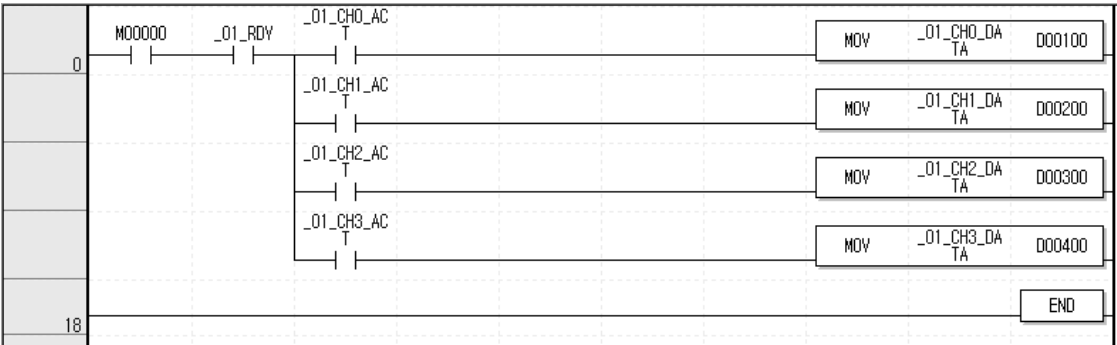 M00000 _01_RDY _01_CH0_AC
T MOV _01_CH0_DA
TA D00100
0
_01_CH1_AC
T MOV _01_CH1_DA
TA D00200
_01_CH2_AC
T MOV _01_CH2_DA
TA D00300
_01_CH3_AC
T MOV _01_CH3_DA
TA D00400
END
18